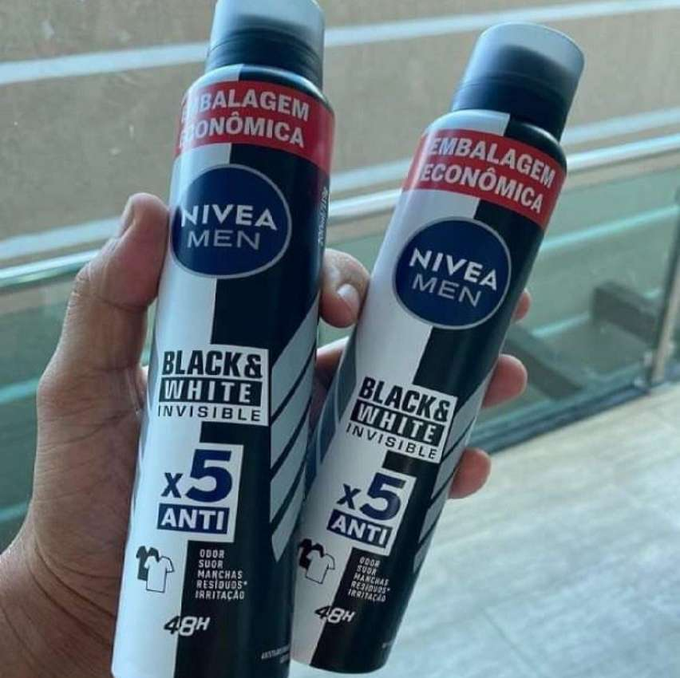 EMBALAGEM
ECONÔMICA
NIVEA
MEN
BLACK&
WHITE
INVISIBLE
x5
ANTI
ODOR
SUOR
MANCHAS
RESÍDUOS*
IRRITAÇÃO
48H
EMBALAGEM
ECONÔMICA
NIVEA
MEN
BLACK&
WHITE
INVISIBLE
x5
ANTI
ODOR
SUOR
MANCHAS
RESÍDUOS*
IRRITAÇÃO
48H